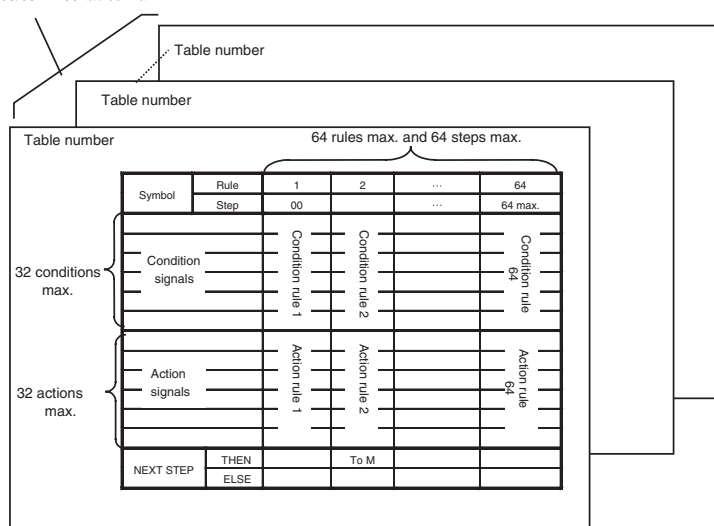 Table number
Table number
Table number
64 rules max. and 64 steps max.
Symbol
Rule
1
2
...
64
Step
00
...
64 max.
32 conditions
max.
Condition
signals
Condition rule 1
Condition rule 2
Condition rule
64
32 actions
max.
Action
signals
Action rule 1
Action rule 2
Action rule
64
NEXT STEP
THEN
To M
ELSE